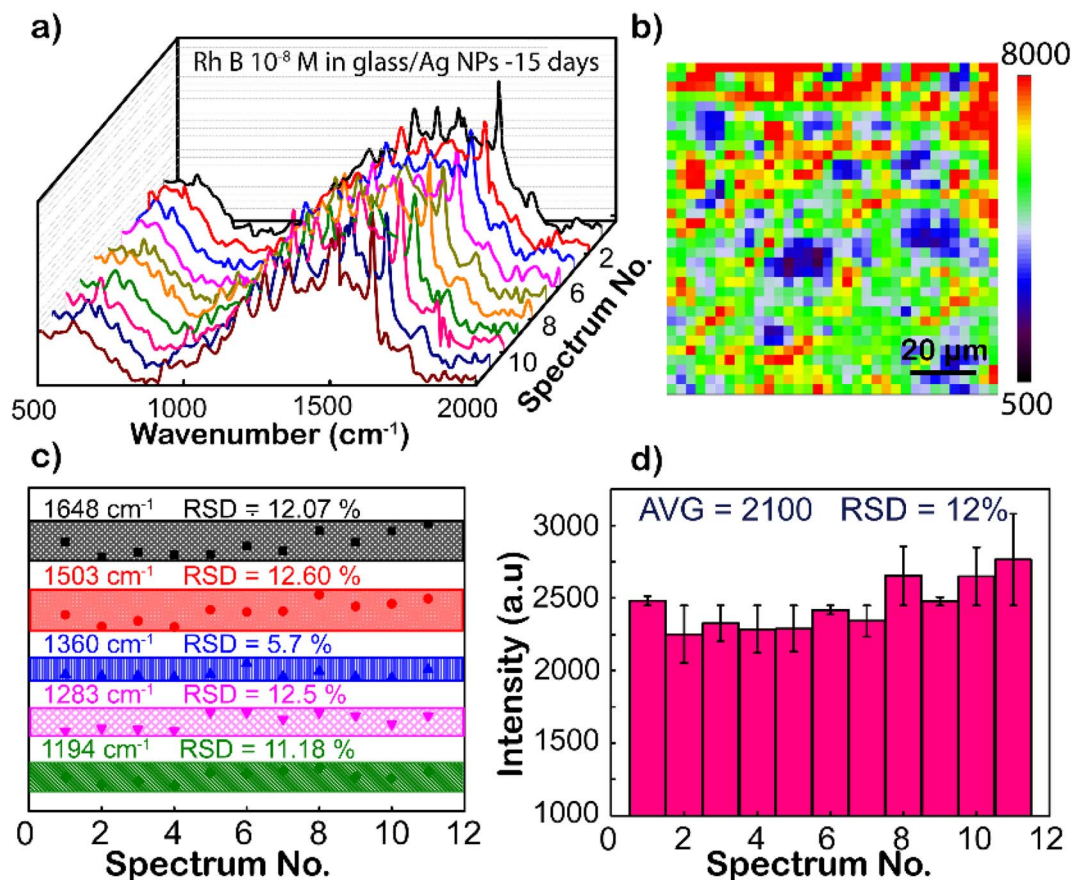 a)
Rh B 10⁻⁸ M in glass/Ag NPs -15 days
2
6
8
10
Spectrum No.
500 1000 1500 2000
Wavenumber (cm⁻¹)
b)
8000
20 µm
500
c)
1648 cm⁻¹ RSD = 12.07 %
1503 cm⁻¹ RSD = 12.60 %
1360 cm⁻¹ RSD = 5.7 %
1283 cm⁻¹ RSD = 12.5 %
1194 cm⁻¹ RSD = 11.18 %
0 2 4 6 8 10 12
Spectrum No.
d)
AVG = 2100 RSD = 12%
3000
2500
2000
1500
1000
Intensity (a.u)
0 2 4 6 8 10 12
Spectrum No.